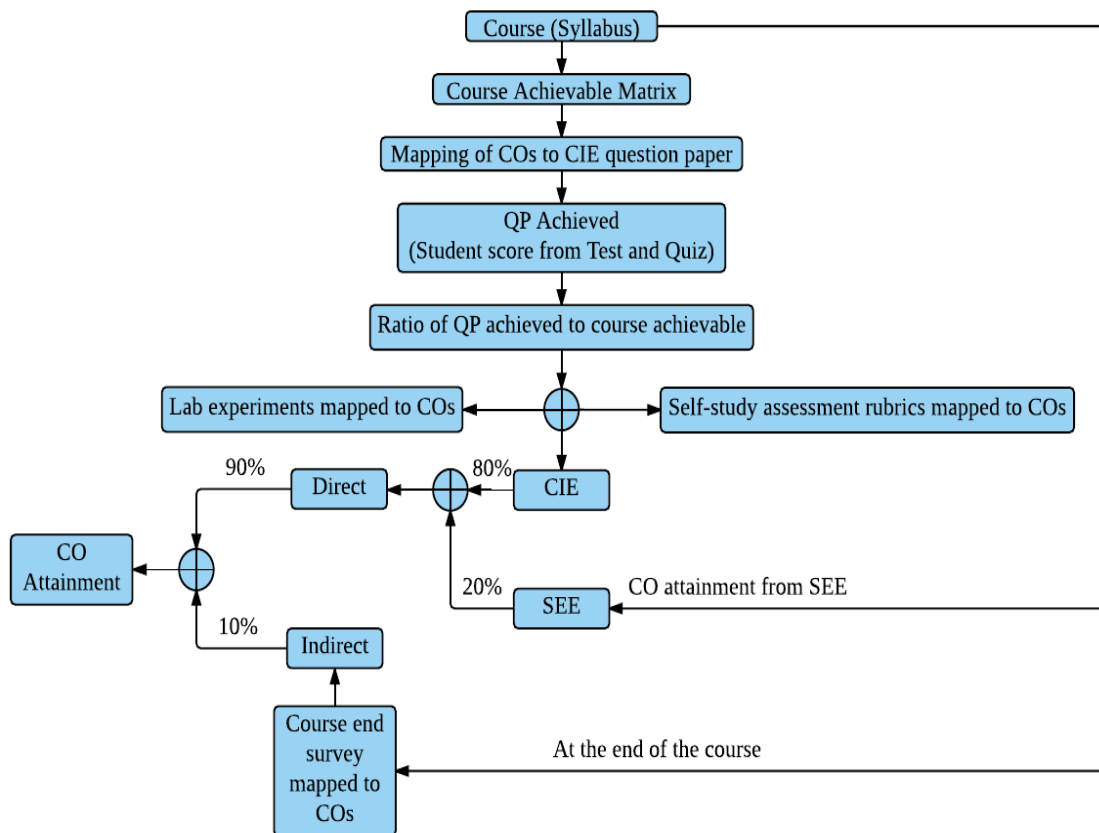 Course (Syllabus)
Course Achievable Matrix
Mapping of COs to CIE question paper
QP Achieved
(Student score from Test and Quiz)
Ratio of QP achieved to course achievable
Lab experiments mapped to COs
Self-study assessment rubrics mapped to COs
90%
Direct
80%
CIE
CO
Attainment
20%
SEE
CO attainment from SEE
10%
Indirect
Course end
survey
mapped to
COs
At the end of the course